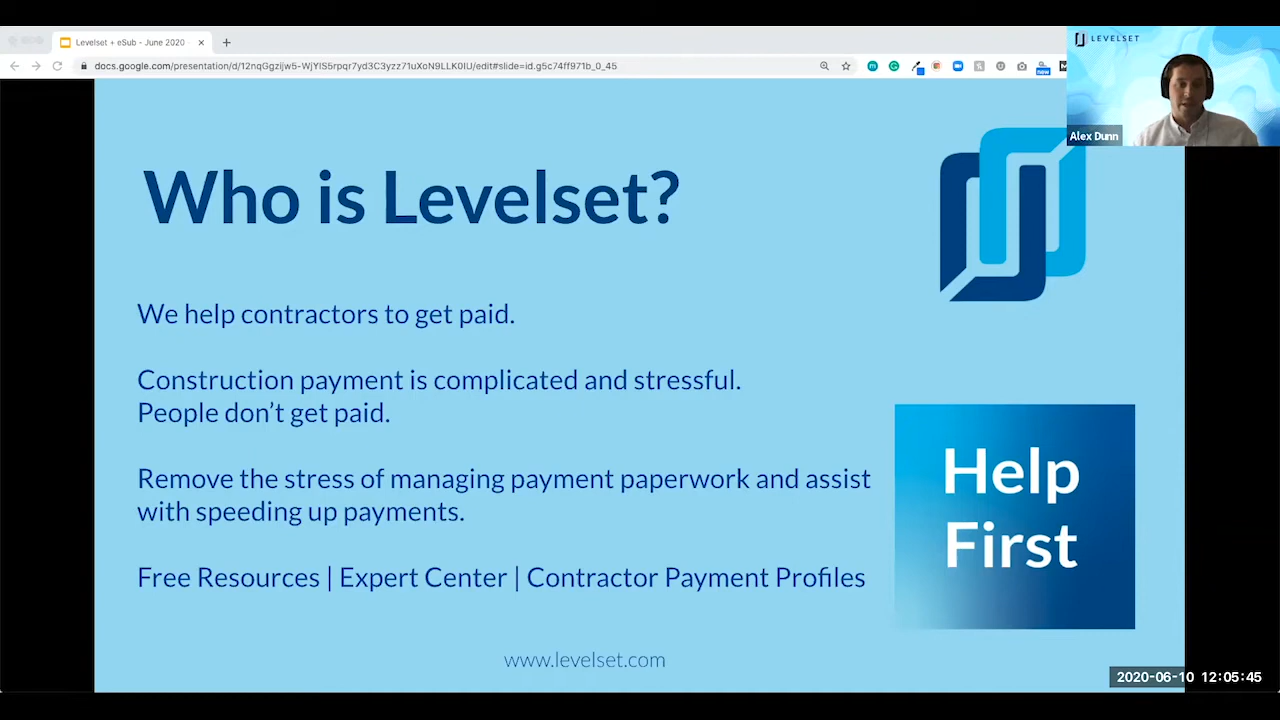 Levelset + eSub - June 2020
docs.google.com/presentation/d/12nqGgzijw5-WjYlS5rpqr7yd3C3yzz71uXoN9LLK0IU/edit#slide=id.g5c74ff971b_0_45
new
LEVELSET
Alex Dunn
Who is Levelset?
We help contractors to get paid.
Construction payment is complicated and stressful.
People don’t get paid.
Remove the stress of managing payment paperwork and assist
with speeding up payments.
Free Resources | Expert Center | Contractor Payment Profiles
Help
First
www.levelset.com
2020-06-10 12:05:45